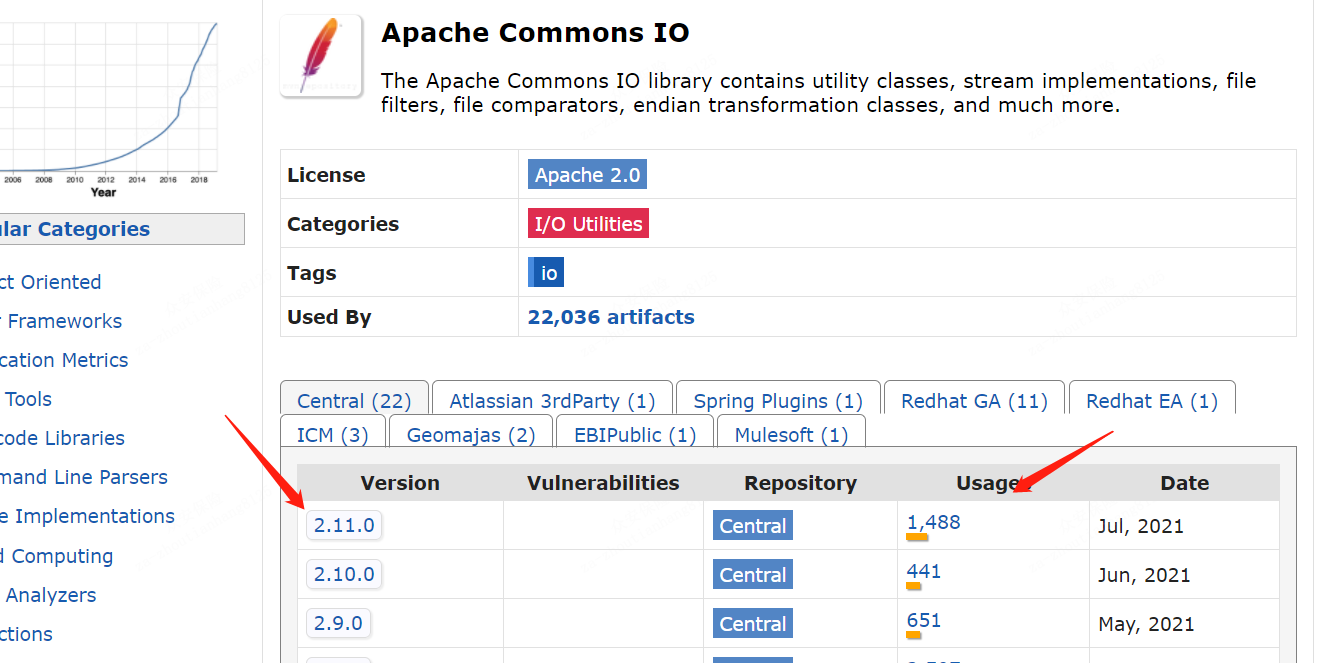 Apache Commons IO
The Apache Commons IO library contains utility classes, stream implementations, file
filters, file comparators, endian transformation classes, and much more.
2006 2008 2010 2012 2014 2016 2018
Year
lar Categories
ct Oriented
Frameworks
cation Metrics
Tools
code Libraries
mand Line Parsers
e Implementations
d Computing
Analyzers
ctions
License Apache 2.0
Categories I/O Utilities
Tags io
Used By 22,036 artifacts
Central (22) Atlassian 3rdParty (1) Spring Plugins (1) Redhat GA (11) Redhat EA (1)
ICM (3) Geomajas (2) EBIPublic (1) Mulesoft (1)
Version Vulnerabilities Repository Usages Date
2.11.0 Central 1,488 Jul, 2021
2.10.0 Central 441 Jun, 2021
2.9.0 Central 651 May, 2021